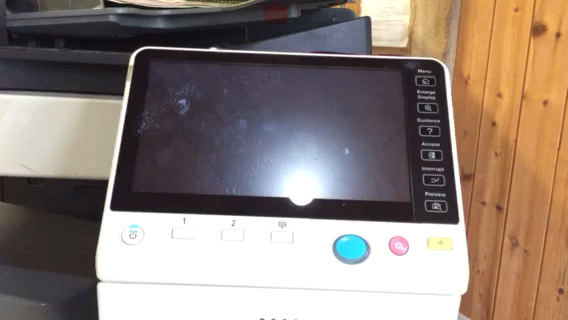 Menu
Enlarge
Display
Guidance
?
Access
Interrupt
Preview
1
2